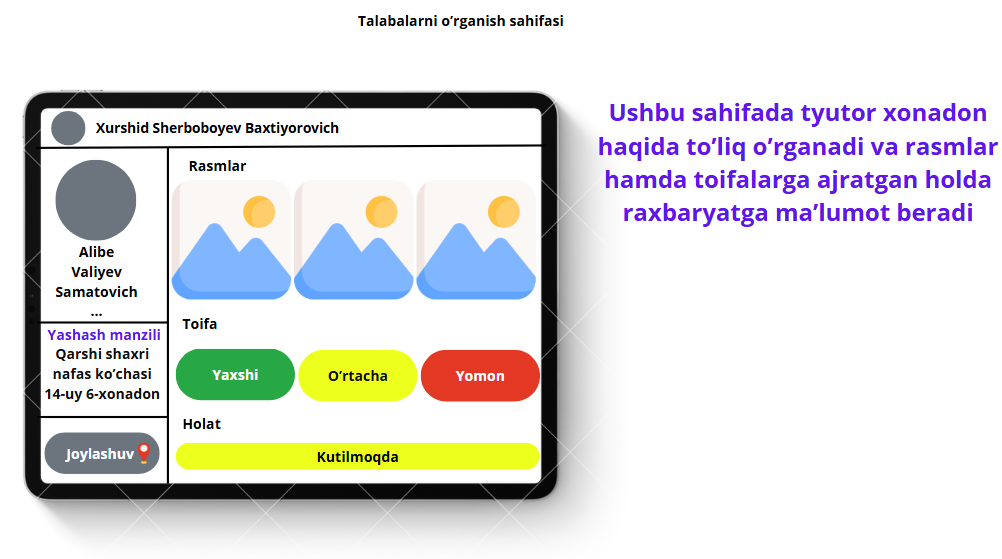 Talabalarni o’rganish sahifasi
Xurshid Sherboboyev Baxtiyorovich
Alibe
Valiyev
Samatovich
...
Yashash manzili
Qarshi shaxri
nafas ko’chasi
14-uy 6-xonadon
Joylashuv
Rasmlar
Toifa
Yaxshi
O’rtacha
Yomon
Holat
Kutilmoqda
Ushbu sahifada tyutor xonadon
haqida to’liq o’rganadi va rasmlar
hamda toifalarga ajratgan holda
raxbaryatga ma’lumot beradi